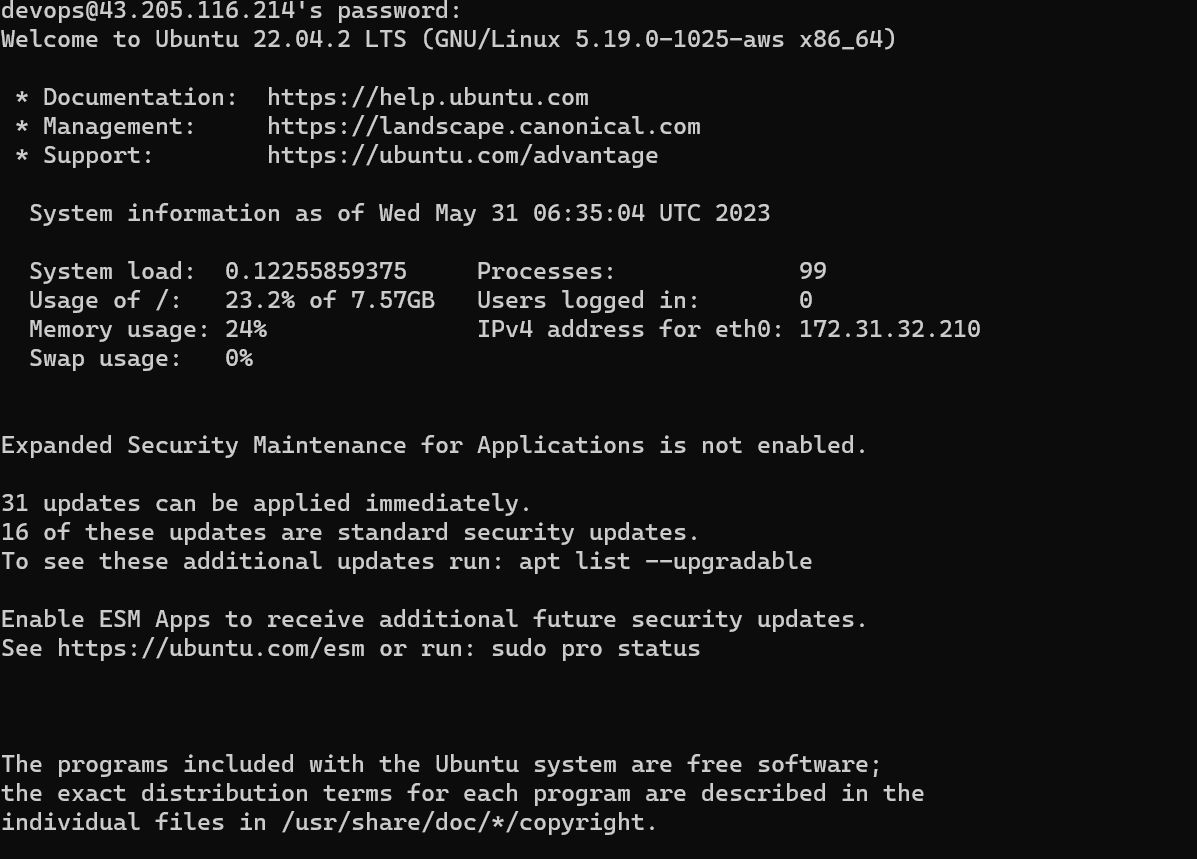 devops@43.205.116.214's password:
Welcome to Ubuntu 22.04.2 LTS (GNU/Linux 5.19.0-1025-aws x86_64)
* Documentation:  https://help.ubuntu.com
* Management:     https://landscape.canonical.com
* Support:        https://ubuntu.com/advantage
System information as of Wed May 31 06:35:04 UTC 2023
System load:  0.12255859375     Processes:             99
Usage of /:   23.2% of 7.57GB   Users logged in:       0
Memory usage: 24%               IPv4 address for eth0: 172.31.32.210
Swap usage:   0%
Expanded Security Maintenance for Applications is not enabled.
31 updates can be applied immediately.
16 of these updates are standard security updates.
To see these additional updates run: apt list --upgradable
Enable ESM Apps to receive additional future security updates.
See https://ubuntu.com/esm or run: sudo pro status
The programs included with the Ubuntu system are free software;
the exact distribution terms for each program are described in the
individual files in /usr/share/doc/*/copyright.